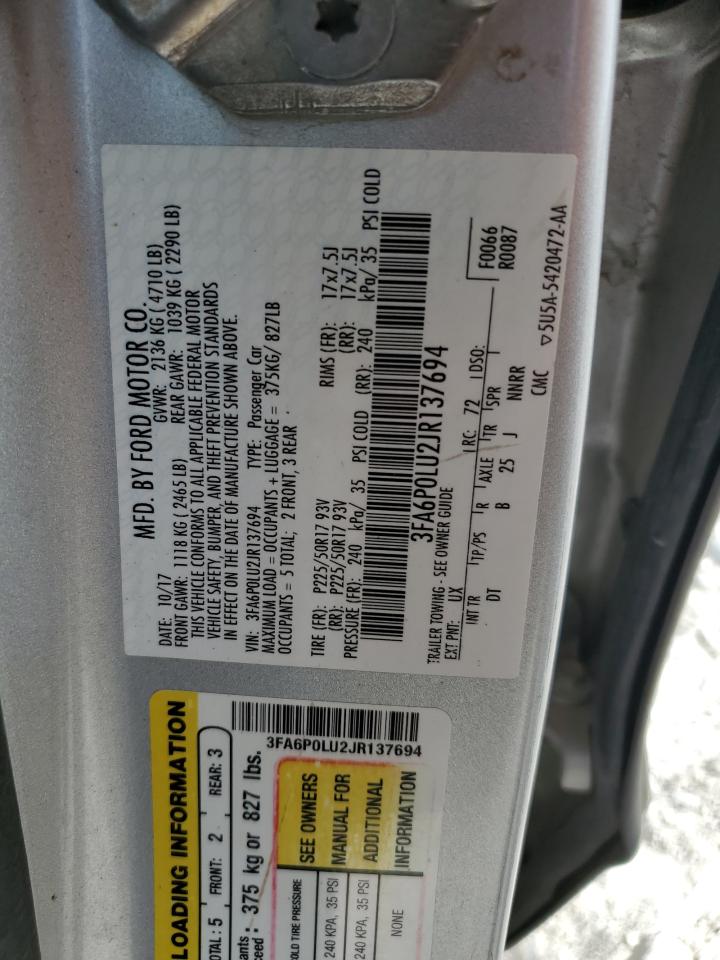 MFD. BY FORD MOTOR CO.
DATE: 10/17 GVWR: 2136 KG ( 4710 LB)
FRONT GAWR: 1118 KG ( 2465 LB) REAR GAWR: 1039 KG ( 2290 LB)
THIS VEHICLE CONFORMS TO ALL APPLICABLE FEDERAL MOTOR
VEHICLE SAFETY, BUMPER, AND THEFT PREVENTION STANDARDS
IN EFFECT ON THE DATE OF MANUFACTURE SHOWN ABOVE.
VIN: 3FA6P0LU2JR137694 TYPE: Passenger Car
MAXIMUM LOAD = OCCUPANTS + LUGGAGE = 375KG/ 827LB
OCCUPANTS = 5 TOTAL; 2 FRONT, 3 REAR
TIRE (FR): P225/50R17 93V RIMS (FR): 17x7.5J
(RR): P225/50R17 93V (RR): 17x7.5J
PRESSURE (FR): 240 kPa/ 35 PSI COLD (RR): 240 kPa/ 35 PSI COLD
3FA6P0LU2JR137694
TRAILER TOWING - SEE OWNER GUIDE
EXT PNT: UX RC: 72 DSO: F0066
R0087
INT TR TP/PS R AXLE TR SPR
DT B 25 J NNRR
CMC ▽5U5A-5420472-AA
LOADING INFORMATION
OTAL: 5 FRONT: 2 REAR: 3
ants
ceed : 375 kg or 827 lbs.
3FA6P0LU2JR137694
OLD TIRE PRESSURE SEE OWNERS
240 KPA, 35 PSI MANUAL FOR
240 KPA, 35 PSI ADDITIONAL
NONE INFORMATION